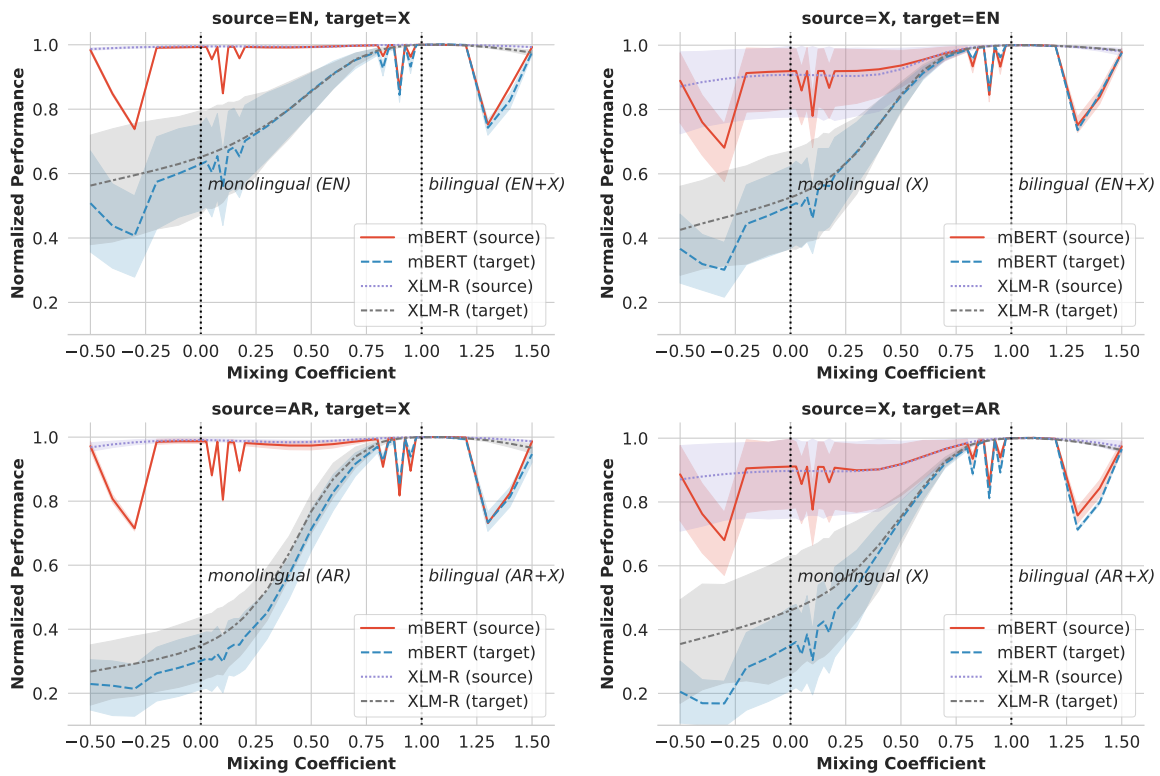 source=EN, target=X
Normalized Performance
1.0
0.8
0.6
0.4
0.2
monolingual (EN)
bilingual (EN+X)
mBERT (source)
mBERT (target)
XLM-R (source)
XLM-R (target)
−0.50 −0.25 0.00 0.25 0.50 0.75 1.00 1.25 1.50
Mixing Coefficient
source=X, target=EN
Normalized Performance
1.0
0.8
0.6
0.4
0.2
monolingual (X)
bilingual (EN+X)
mBERT (source)
mBERT (target)
XLM-R (source)
XLM-R (target)
−0.50 −0.25 0.00 0.25 0.50 0.75 1.00 1.25 1.50
Mixing Coefficient
source=AR, target=X
Normalized Performance
1.0
0.8
0.6
0.4
0.2
monolingual (AR)
bilingual (AR+X)
mBERT (source)
mBERT (target)
XLM-R (source)
XLM-R (target)
−0.50 −0.25 0.00 0.25 0.50 0.75 1.00 1.25 1.50
Mixing Coefficient
source=X, target=AR
Normalized Performance
1.0
0.8
0.6
0.4
0.2
monolingual (X)
bilingual (AR+X)
mBERT (source)
mBERT (target)
XLM-R (source)
XLM-R (target)
−0.50 −0.25 0.00 0.25 0.50 0.75 1.00 1.25 1.50
Mixing Coefficient